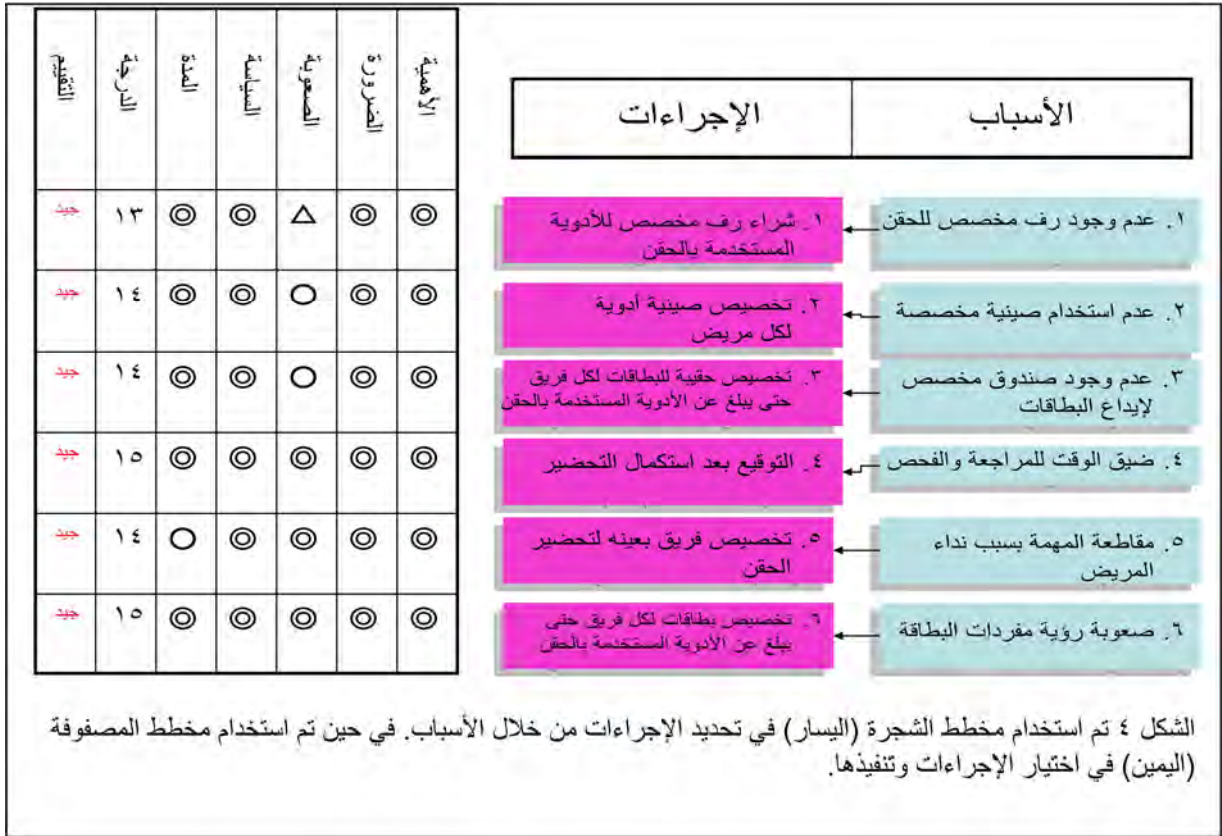 الأسباب
الإجراءات
الأهمية
الضرورة
الصعوبة
السياسة
المدة
الدرجة
التقييم
١. عدم وجود رف مخصص للحقن
١. شراء رف مخصص للأدوية
المستخدمة بالحقن
◎ ◎ △ ◎ ◎ ١٣ جيد
٢. عدم استخدام صينية مخصصة
٢. تخصيص صينية أدوية
لكل مريض
◎ ◎ ○ ◎ ◎ ١٤ جيد
٣. عدم وجود صندوق مخصص
لإيداع البطاقات
٣. تخصيص حقيبة للبطاقات لكل فريق
حتى يبلغ عن الأدوية المستخدمة بالحقن
◎ ◎ ○ ◎ ◎ ١٤ جيد
٤. ضيق الوقت للمراجعة والفحص
٤. التوقيع بعد استكمال التحضير
◎ ◎ ◎ ◎ ◎ ١٥ جيد
٥. مقاطعة المهمة بسبب نداء
المريض
٥. تخصيص فريق بعينه لتحضير
الحقن
◎ ◎ ◎ ◎ ○ ١٤ جيد
٦. صعوبة رؤية مفردات البطاقة
٦. تخصيص بطاقات لكل فريق حتى
يبلغ عن الأدوية المستخدمة بالحقن
◎ ◎ ◎ ◎ ◎ ١٥ جيد
الشكل ٤ تم استخدام مخطط الشجرة (اليسار) في تحديد الإجراءات من خلال الأسباب. في حين تم استخدام مخطط المصفوفة
(اليمين) في اختيار الإجراءات وتنفيذها.